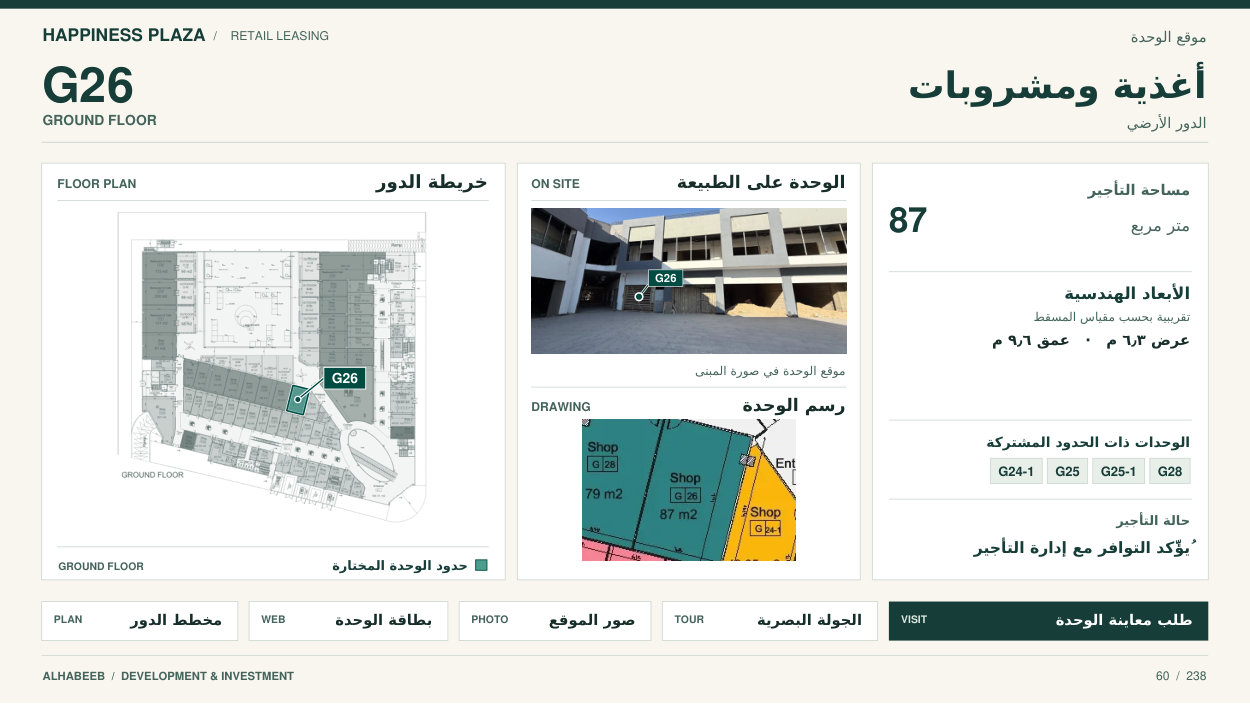 HAPPINESS PLAZA / RETAIL LEASING
موقع الوحدة
G26
أغذية ومشروبات
GROUND FLOOR
الدور الأرضي
FLOOR PLAN
خريطة الدور
G26
GROUND FLOOR
GROUND FLOOR
حدود الوحدة المختارة
ON SITE
الوحدة على الطبيعة
G26
موقع الوحدة في صورة المبنى
DRAWING
رسم الوحدة
Shop
G 28
79 m2
Shop
G 26
87 m2
Shop
G 24-1
Ent
مساحة التأجير
87
متر مربع
الأبعاد الهندسية
تقريبية بحسب مقياس المسقط
عرض ٦٫٣ م · عمق ٩٫٦ م
الوحدات ذات الحدود المشتركة
G24-1 G25 G25-1 G28
حالة التأجير
يؤكّد التوافر مع إدارة التأجير
PLAN
مخطط الدور
WEB
بطاقة الوحدة
PHOTO
صور الموقع
TOUR
الجولة البصرية
VISIT
طلب معاينة الوحدة
ALHABEEB / DEVELOPMENT & INVESTMENT
60 / 238